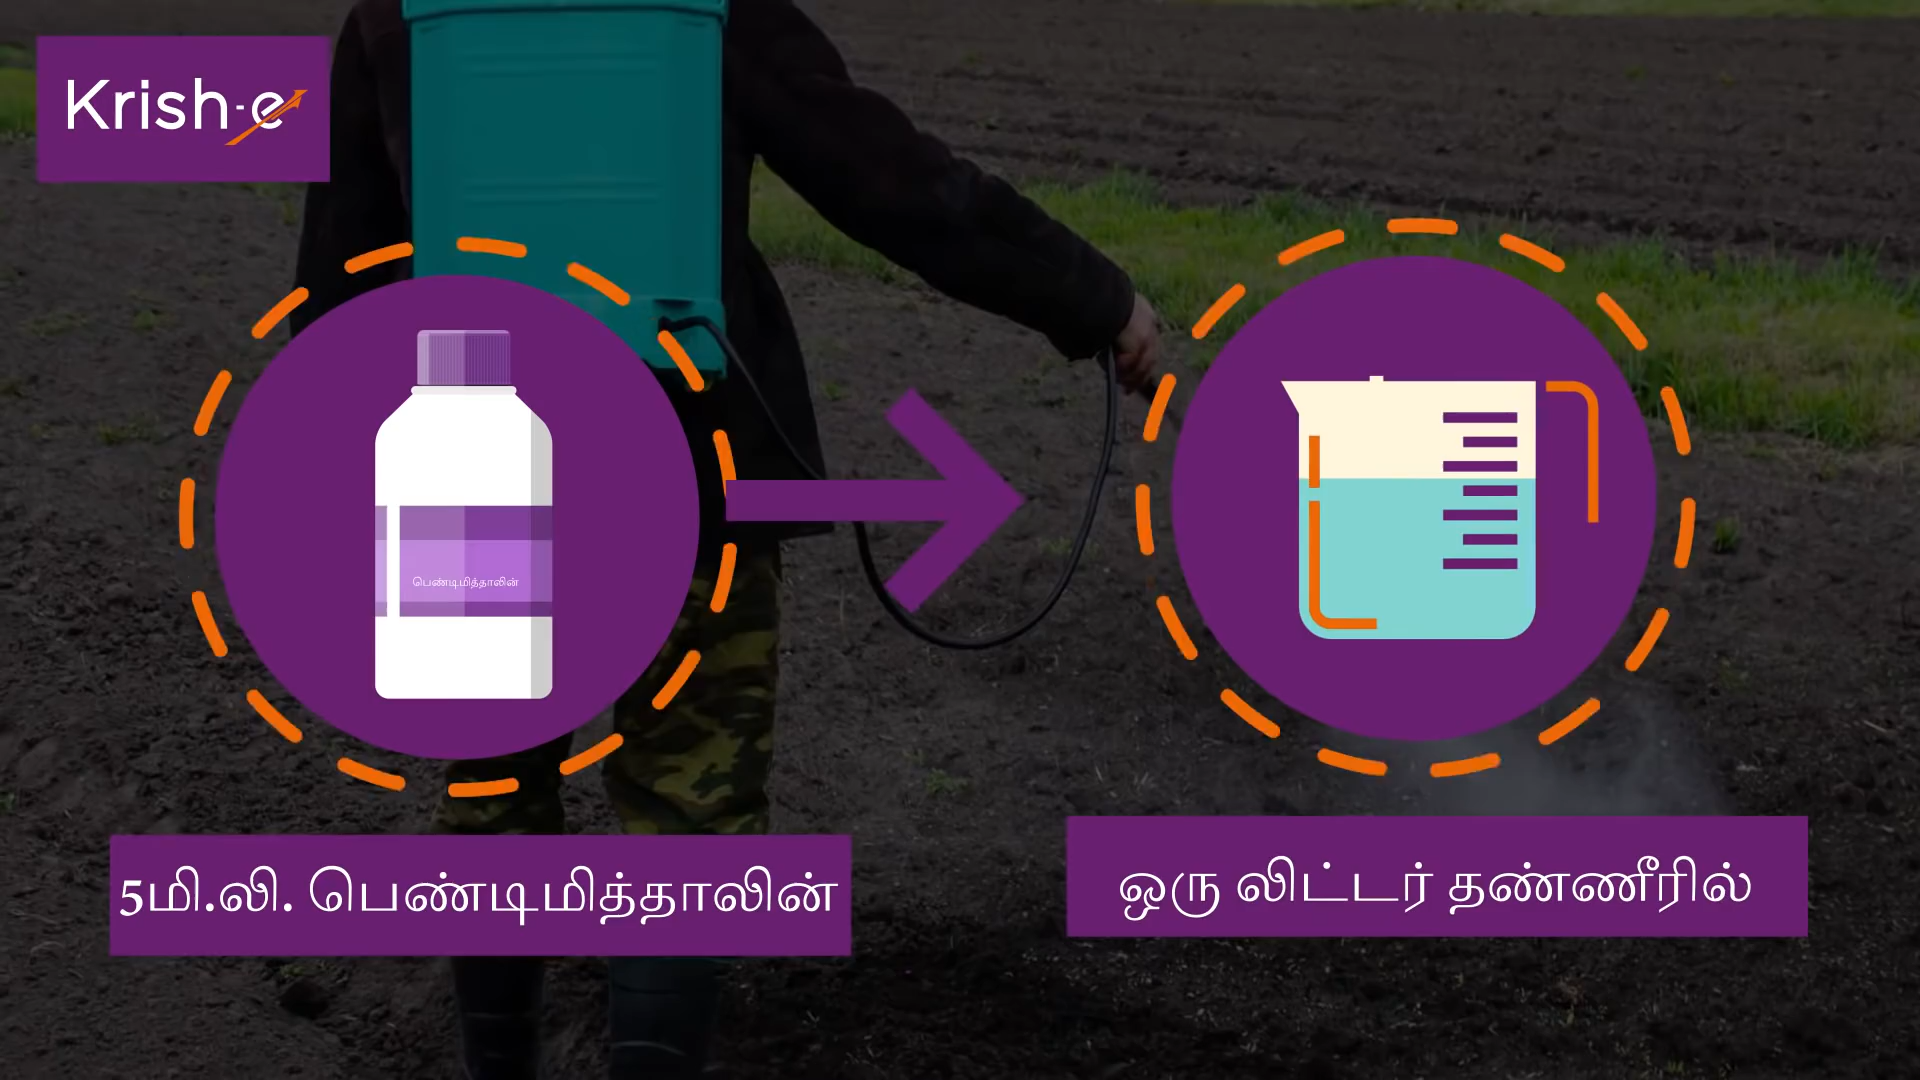 Krish-e
பெண்டிமித்தாலின்
5மி.லி. பெண்டிமித்தாலின்
ஒரு லிட்டர் தண்ணீரில்